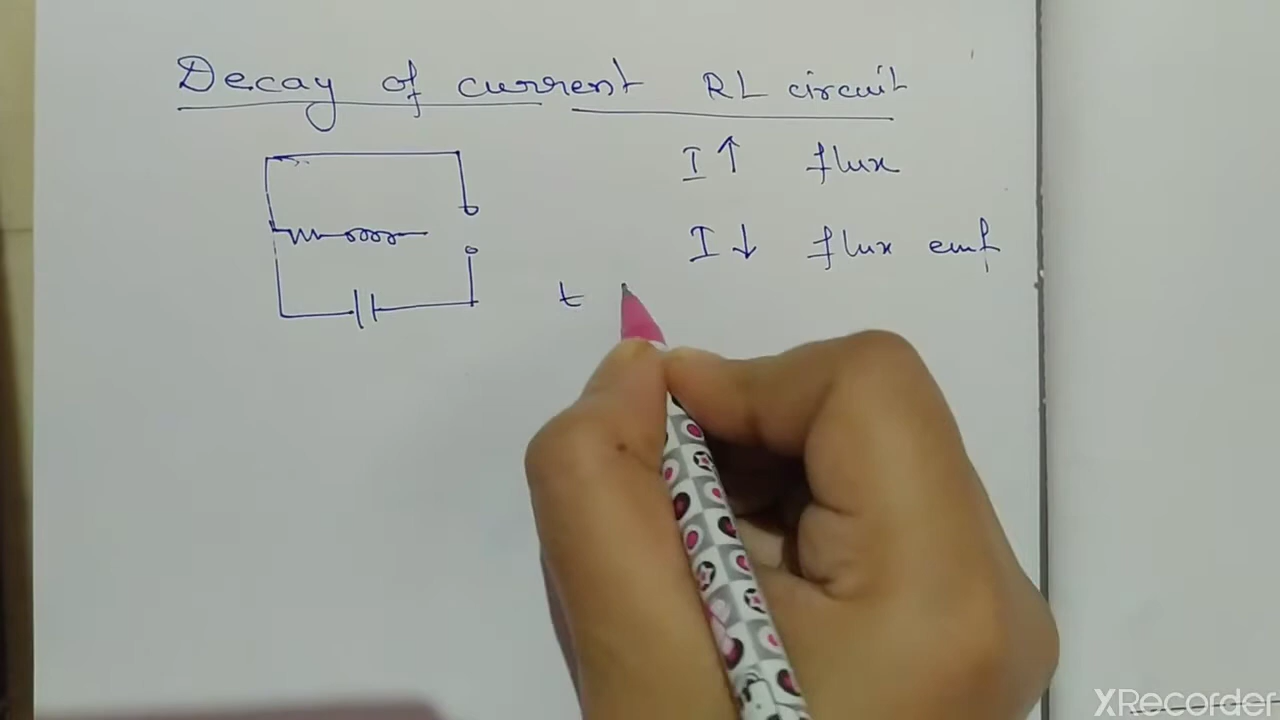 Decay of current RL circuit
I ↑ flux
I ↓ flux emf
t
XRecorder